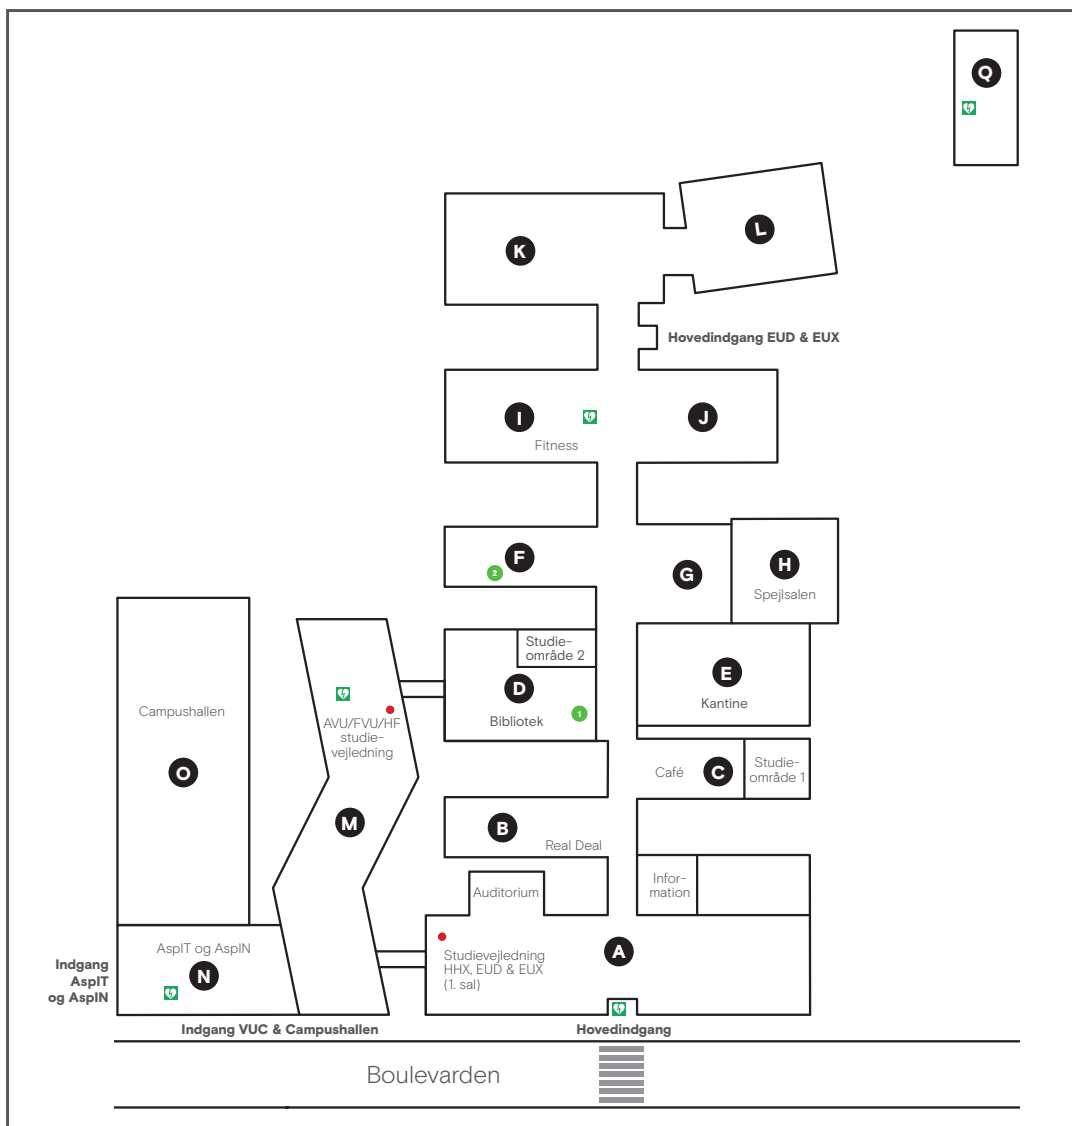 Q
L
K
Hovedindgang EUD & EUX
I
J
Fitness
F
2
G
H
Spejlsalen
Studie-
område 2
D
Bibliotek
1
E
Kantine
Campushallen
O
AVU/FVU/HF
studie-
vejledning
M
Café
C
Studie-
område 1
B
Real Deal
Auditorium
Infor-
mation
A
Studievejledning
HHX, EUD & EUX
(1. sal)
AspIT og AspIN
N
Indgang
AspIT
og AspIN
Indgang VUC & Campushallen
Hovedindgang
Boulevarden